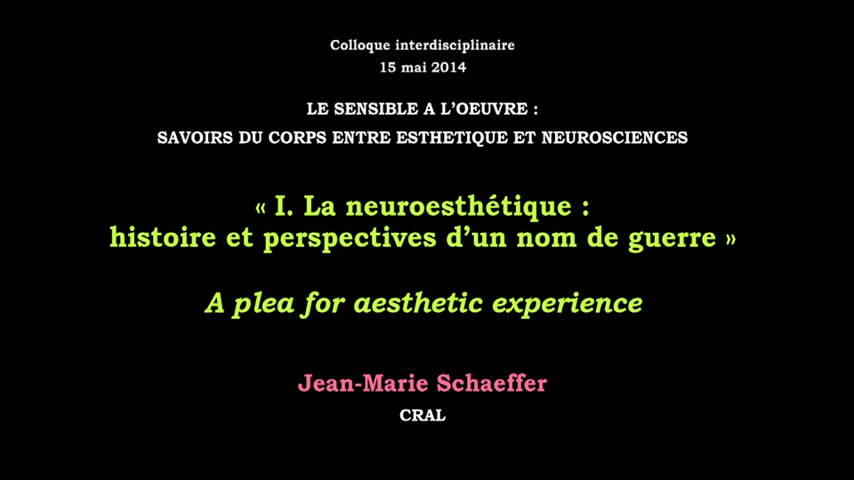 Colloque interdisciplinaire
15 mai 2014
LE SENSIBLE A L'OEUVRE :
SAVOIRS DU CORPS ENTRE ESTHETIQUE ET NEUROSCIENCES
« I. La neuroesthétique :
histoire et perspectives d'un nom de guerre »
A plea for aesthetic experience
Jean-Marie Schaeffer
CRAL